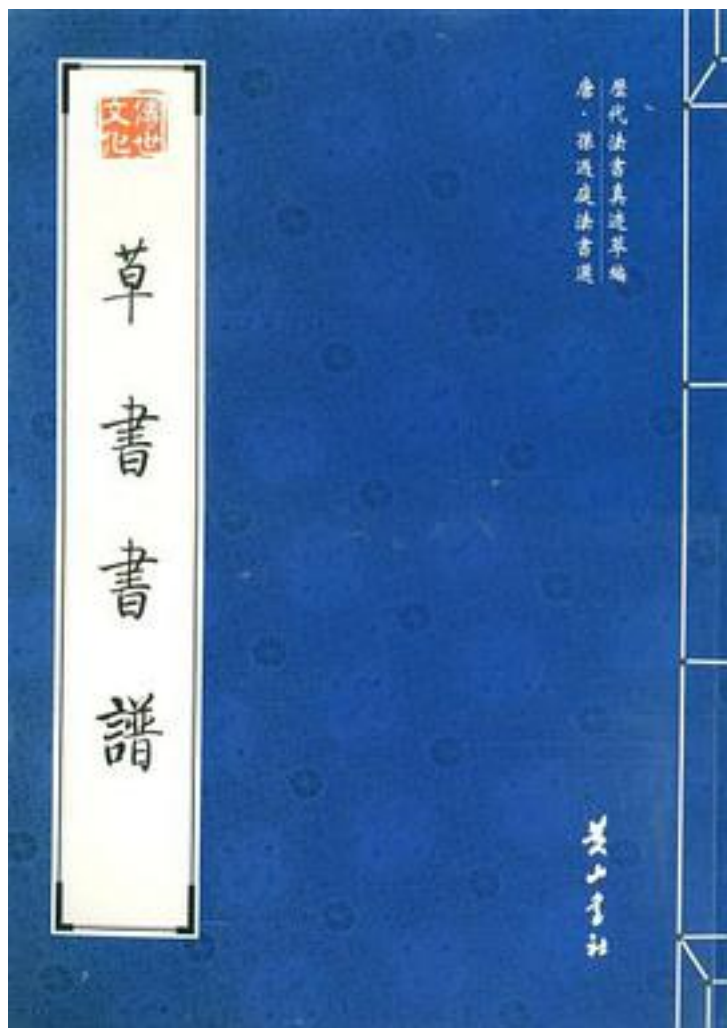 歷代法書真迹萃編
唐·孫過庭法書選
傳世
文化
草書書譜
黄山書社